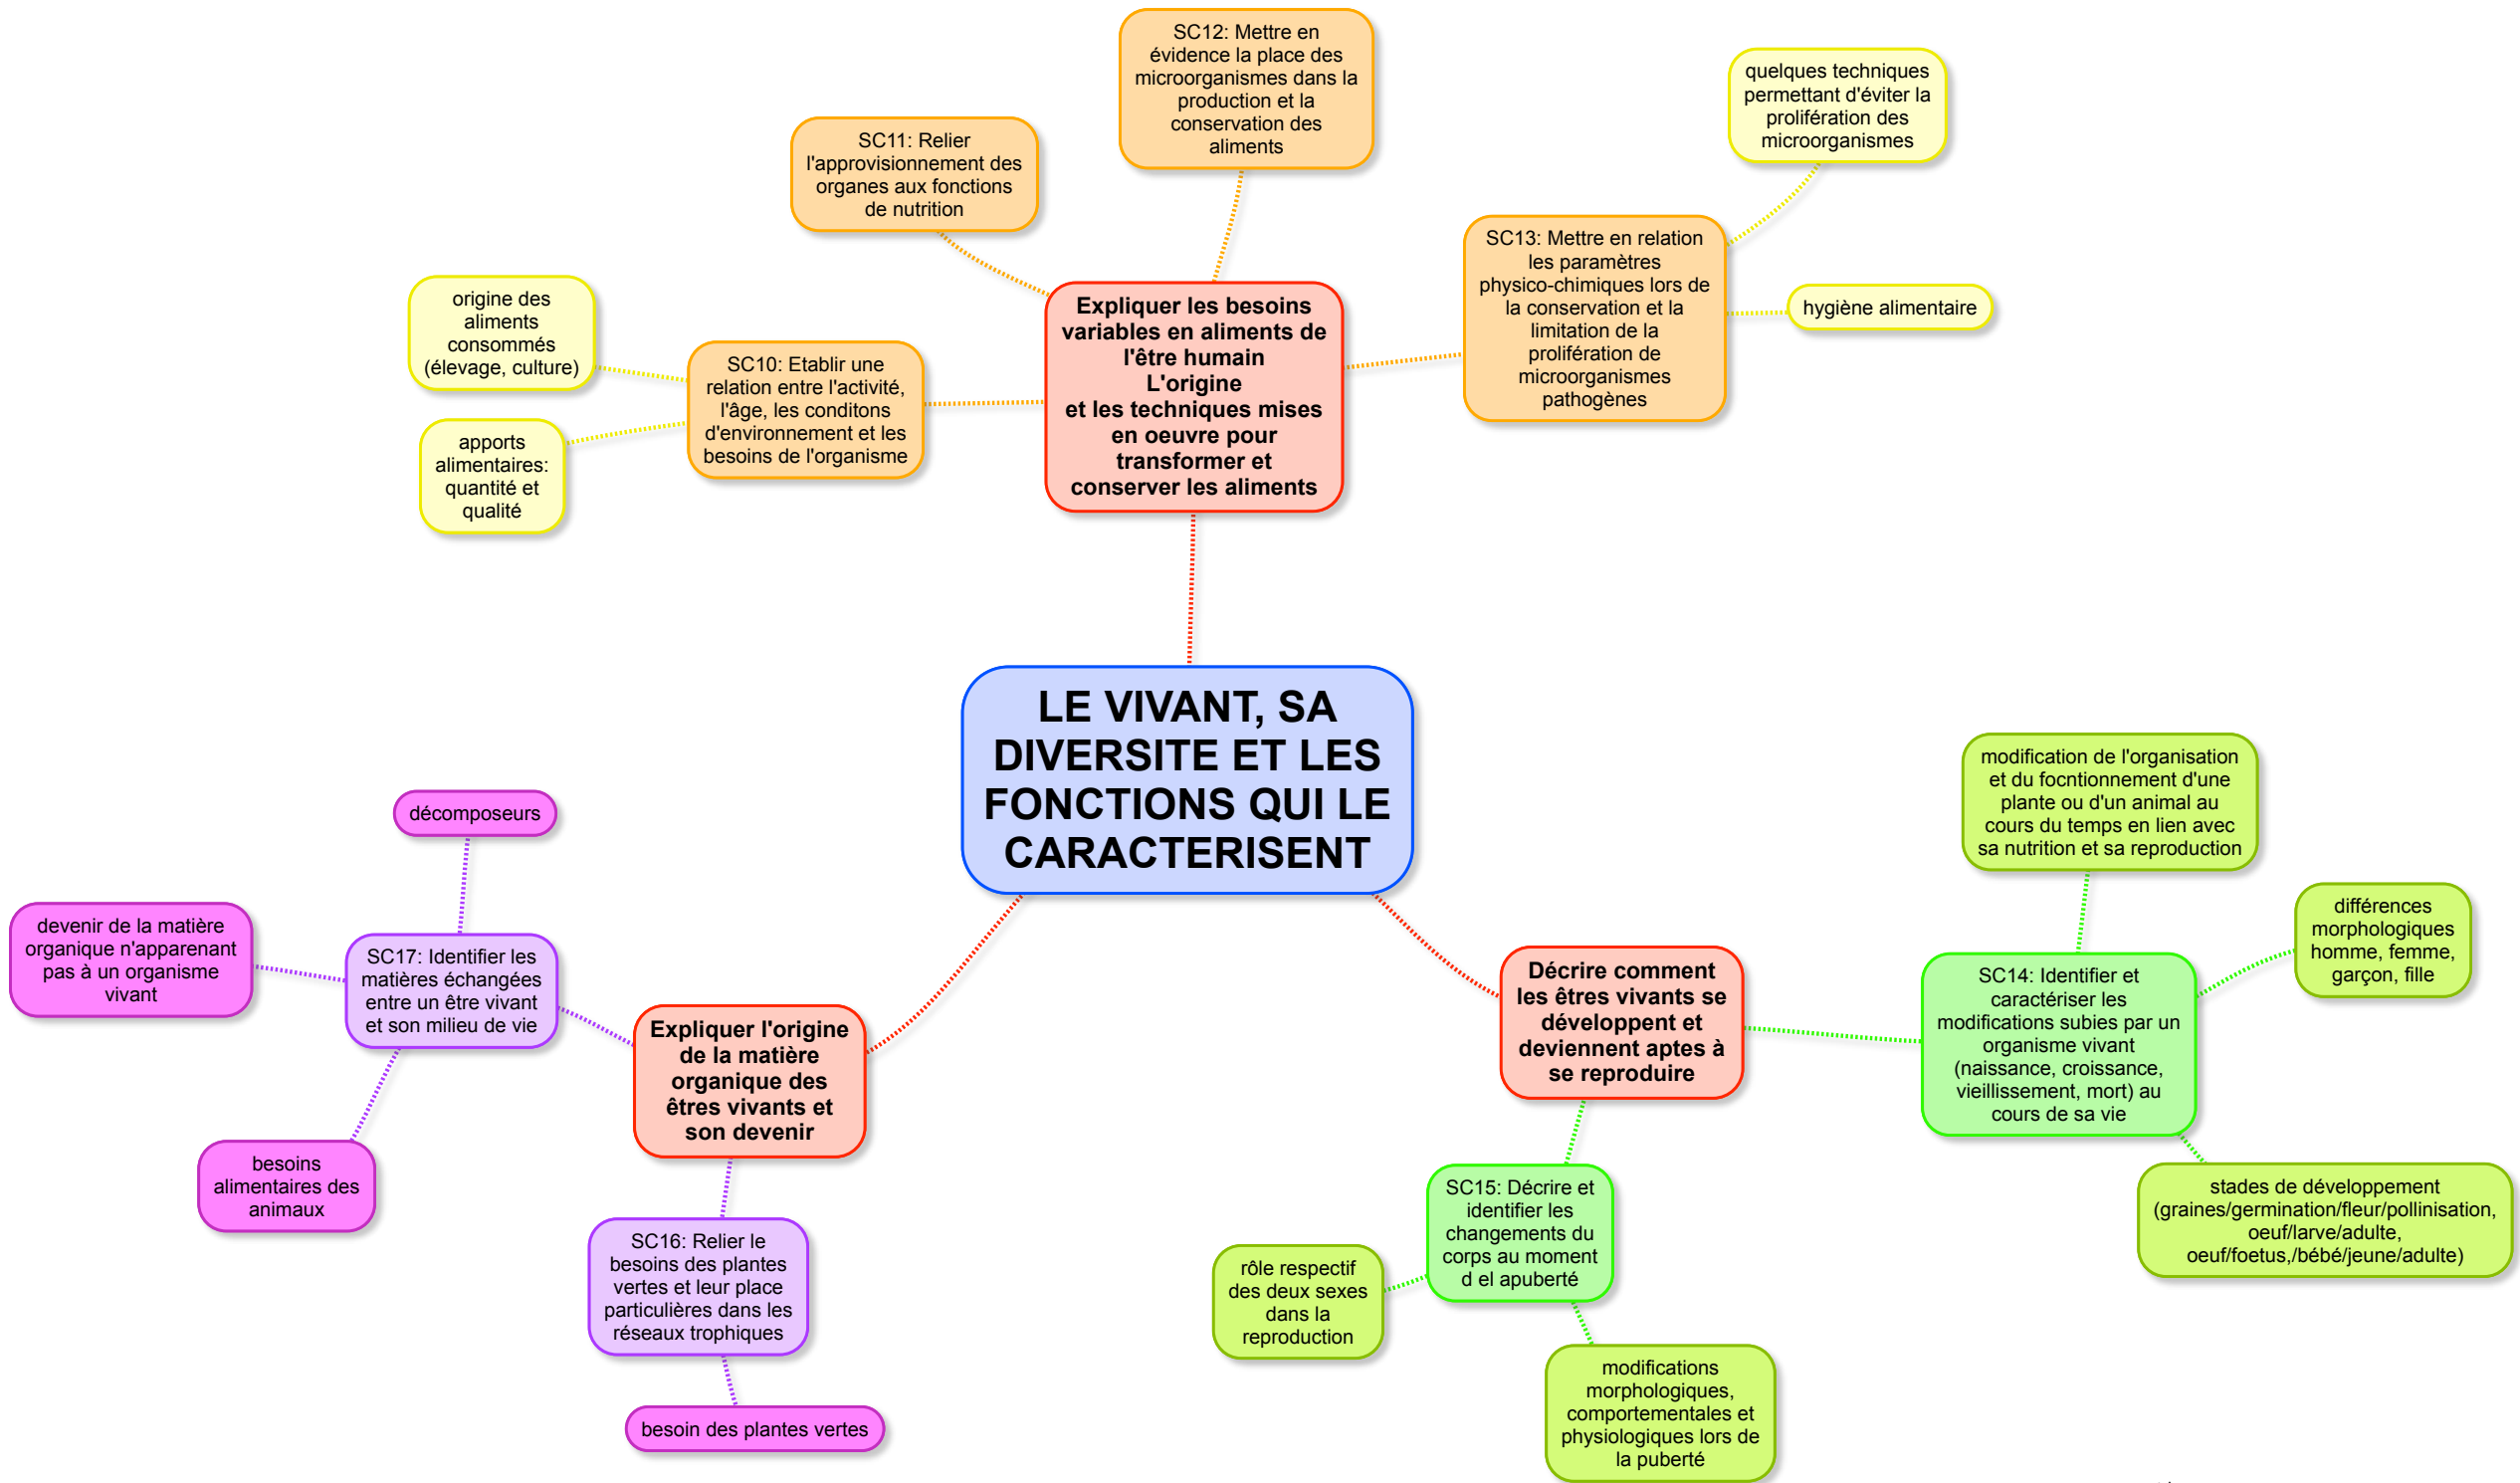 SC12: Mettre en
évidence la place des
microorganismes dans la
production et la
conservation des
aliments
quelques techniques
permettant d'éviter la
prolifération des
microorganismes
SC11: Relier
l'approvisionnement des
organes aux fonctions
de nutrition
SC13: Mettre en relation
les paramètres
physico-chimiques lors de
la conservation et la
limitation de la
prolifération de
microorganismes
pathogènes
hygiène alimentaire
origine des
aliments
consommés
(élevage, culture)
Expliquer les besoins
variables en aliments de
l'être humain
L'origine
et les techniques mises
en oeuvre pour
transformer et
conserver les aliments
SC10: Etablir une
relation entre l'activité,
l'âge, les conditons
d'environnement et les
besoins de l'organisme
apports
alimentaires:
quantité et
qualité
LE VIVANT, SA
DIVERSITE ET LES
FONCTIONS QUI LE
CARACTERISENT
modification de l'organisation
et du focntionnement d'une
plante ou d'un animal au
cours du temps en lien avec
sa nutrition et sa reproduction
décomposeurs
différences
morphologiques
homme, femme,
garçon, fille
devenir de la matière
organique n'apparenant
pas à un organisme
vivant
SC17: Identifier les
matières échangées
entre un être vivant
et son milieu de vie
Décrire comment
les êtres vivants se
développent et
deviennent aptes à
se reproduire
SC14: Identifier et
caractériser les
modifications subies par un
organisme vivant
(naissance, croissance,
vieillissement, mort) au
cours de sa vie
Expliquer l'origine
de la matière
organique des
êtres vivants et
son devenir
besoins
alimentaires des
animaux
SC15: Décrire et
identifier les
changements du
corps au moment
d el apuberté
stades de développement
(graines/germination/fleur/pollinisation,
oeuf/larve/adulte,
oeuf/foetus,/bébé/jeune/adulte)
SC16: Relier le
besoins des plantes
vertes et leur place
particulières dans les
réseaux trophiques
rôle respectif
des deux sexes
dans la
reproduction
modifications
morphologiques,
comportementales et
physiologiques lors de
la puberté
besoin des plantes vertes